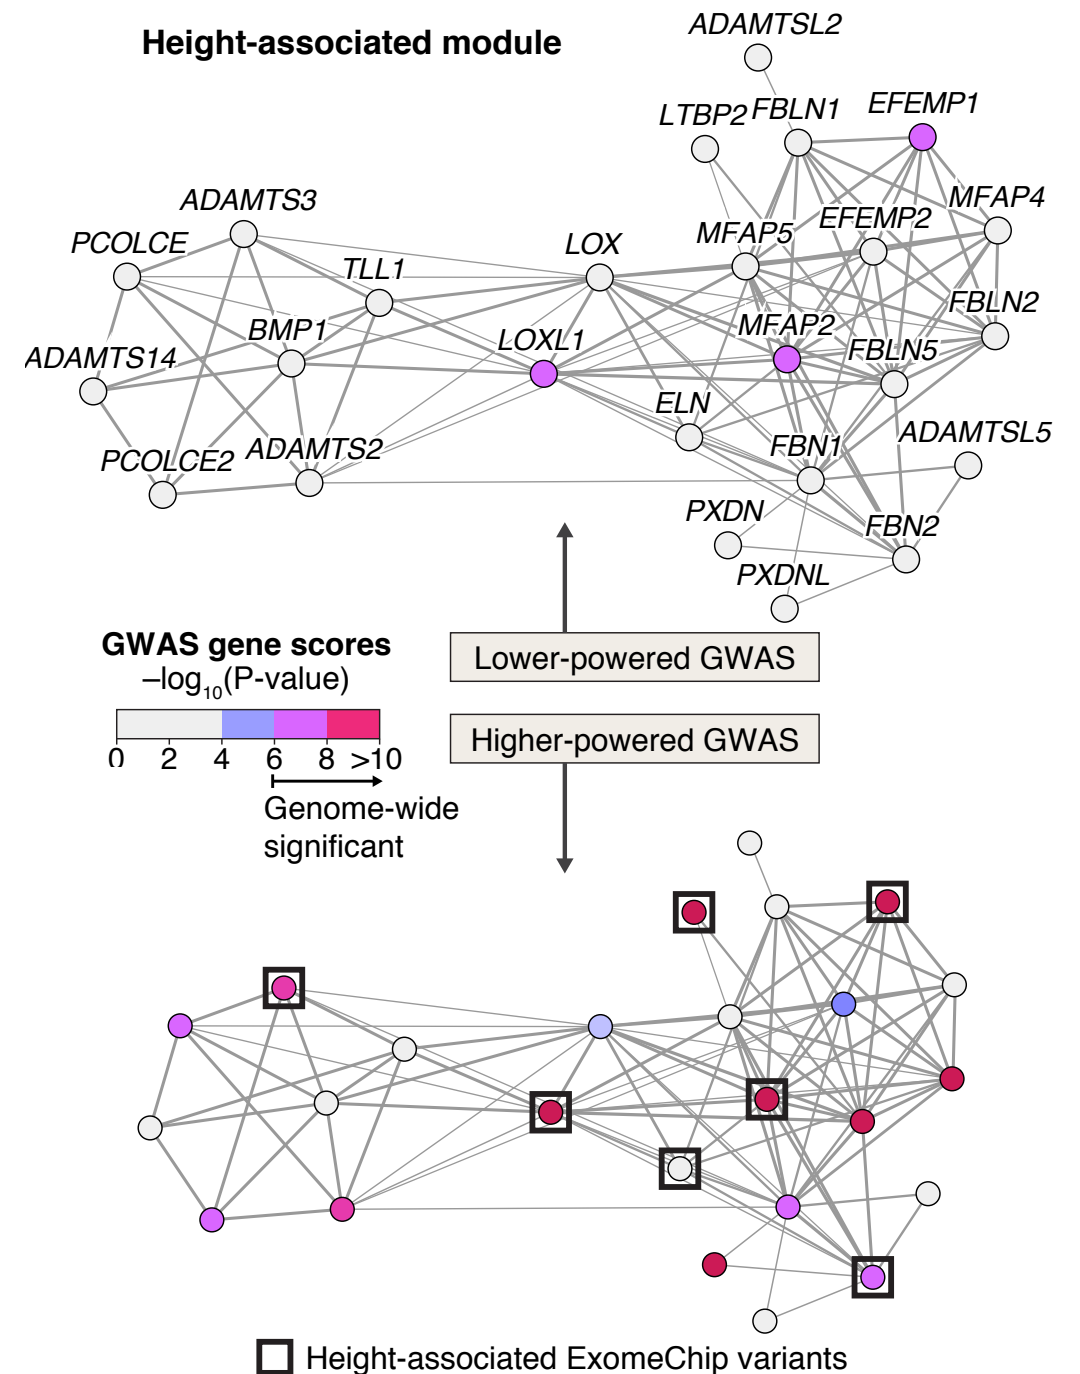 Height-associated module
ADAMTSL2
LTBP2 FBLN1 EFEMP1
ADAMTS3
MFAP4
PCOLCE
LOX
MFAP5
EFEMP2
TLL1
FBLN2
BMP1
LOXL1
MFAP2
ADAMTS14
FBLN5
ELN
ADAMTSL5
PCOLCE2
ADAMTS2
FBN1
PXDN
FBN2
PXDNL
GWAS gene scores
–log10(P-value)
0 2 4 6 8 >10
Genome-wide
significant
Lower-powered GWAS
Higher-powered GWAS
Height-associated ExomeChip variants